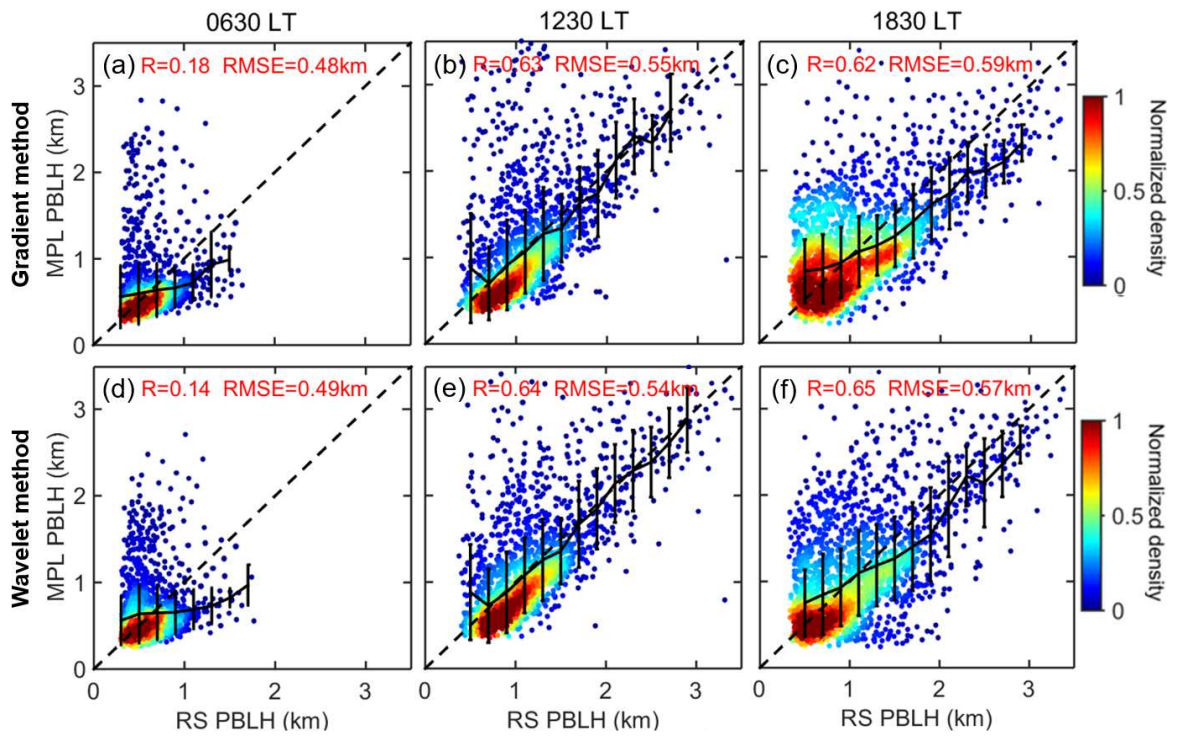 0630 LT 1230 LT 1830 LT
Gradient method
MPL PBLH (km)
3
2
1
0
(a) R=0.18 RMSE=0.48km
(b) R=0.63 RMSE=0.55km
(c) R=0.62 RMSE=0.59km
1
0.5
0
Normalized density
Wavelet method
MPL PBLH (km)
3
2
1
0
(d) R=0.14 RMSE=0.49km
(e) R=0.64 RMSE=0.54km
(f) R=0.65 RMSE=0.57km
1
0.5
0
Normalized density
0 1 2 3 0 1 2 3 0 1 2 3
RS PBLH (km) RS PBLH (km) RS PBLH (km)